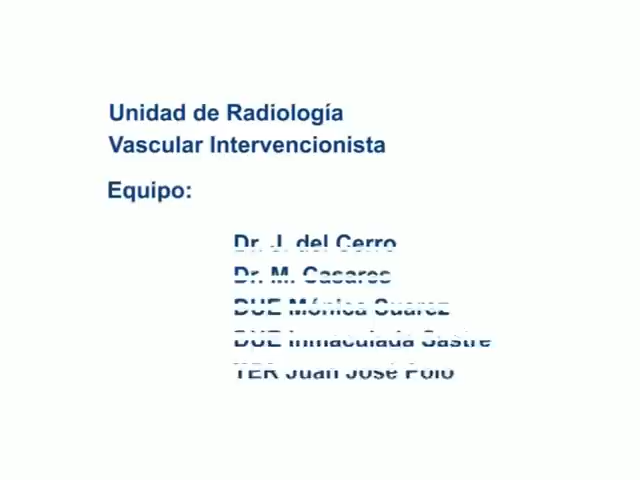 Unidad de Radiología
Vascular Intervencionista
Equipo:
Dr. J. del Cerro
Dr. M. Casares
DUE Mónica Suarez
DUE Inmaculada Sastre
TER Juan José Polo